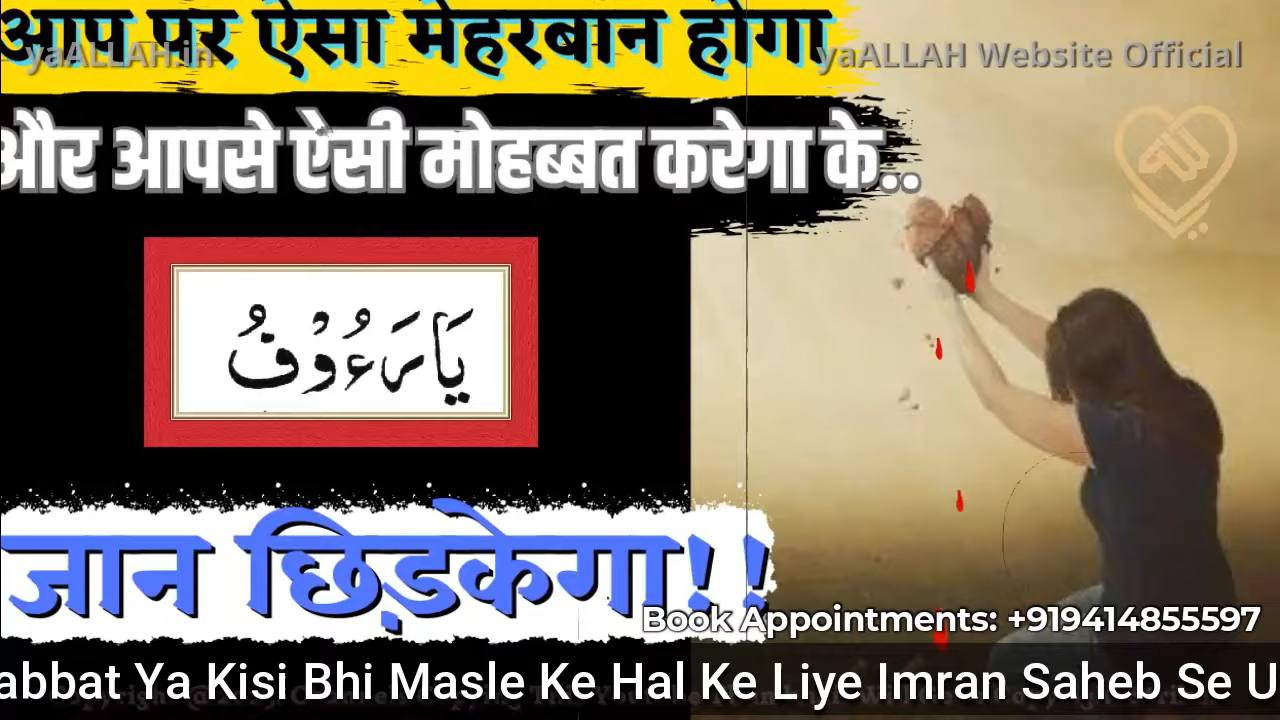 आप पर ऐसा मेहरबान होगा
yaALLAH.in
yaALLAH Website Official
और आपसे ऐसी मोहब्बत करेगा के..
يَا رَءُوْفُ
जान छिड़केगा!!
Book Appointments: +919414855597
abbat Ya Kisi Bhi Masle Ke Hal Ke Liye Imran Saheb Se U